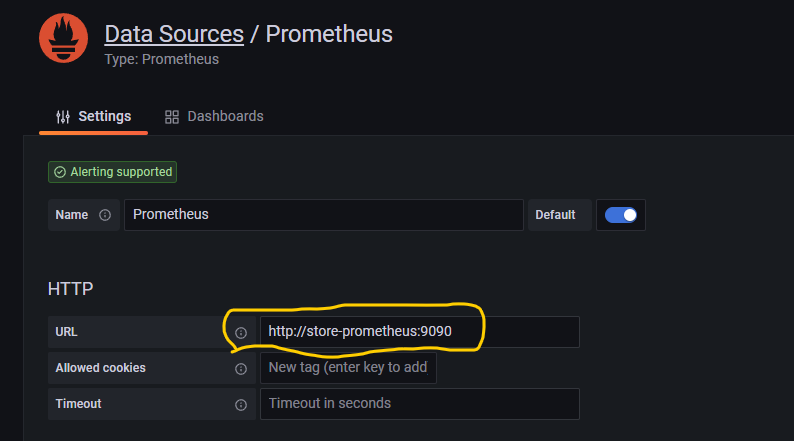 Data Sources / Prometheus
Type: Prometheus
Settings Dashboards
Alerting supported
Name Prometheus Default
HTTP
URL http://store-prometheus:9090
Allowed cookies New tag (enter key to add
Timeout Timeout in seconds